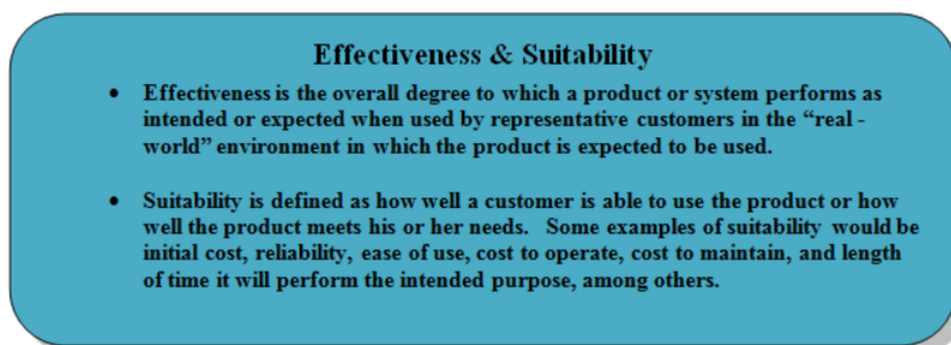 Effectiveness & Suitability
• Effectiveness is the overall degree to which a product or system performs as
intended or expected when used by representative customers in the “real -
world” environment in which the product is expected to be used.
• Suitability is defined as how well a customer is able to use the product or how
well the product meets his or her needs.   Some examples of suitability would be
initial cost, reliability, ease of use, cost to operate, cost to maintain, and length
of time it will perform the intended purpose, among others.